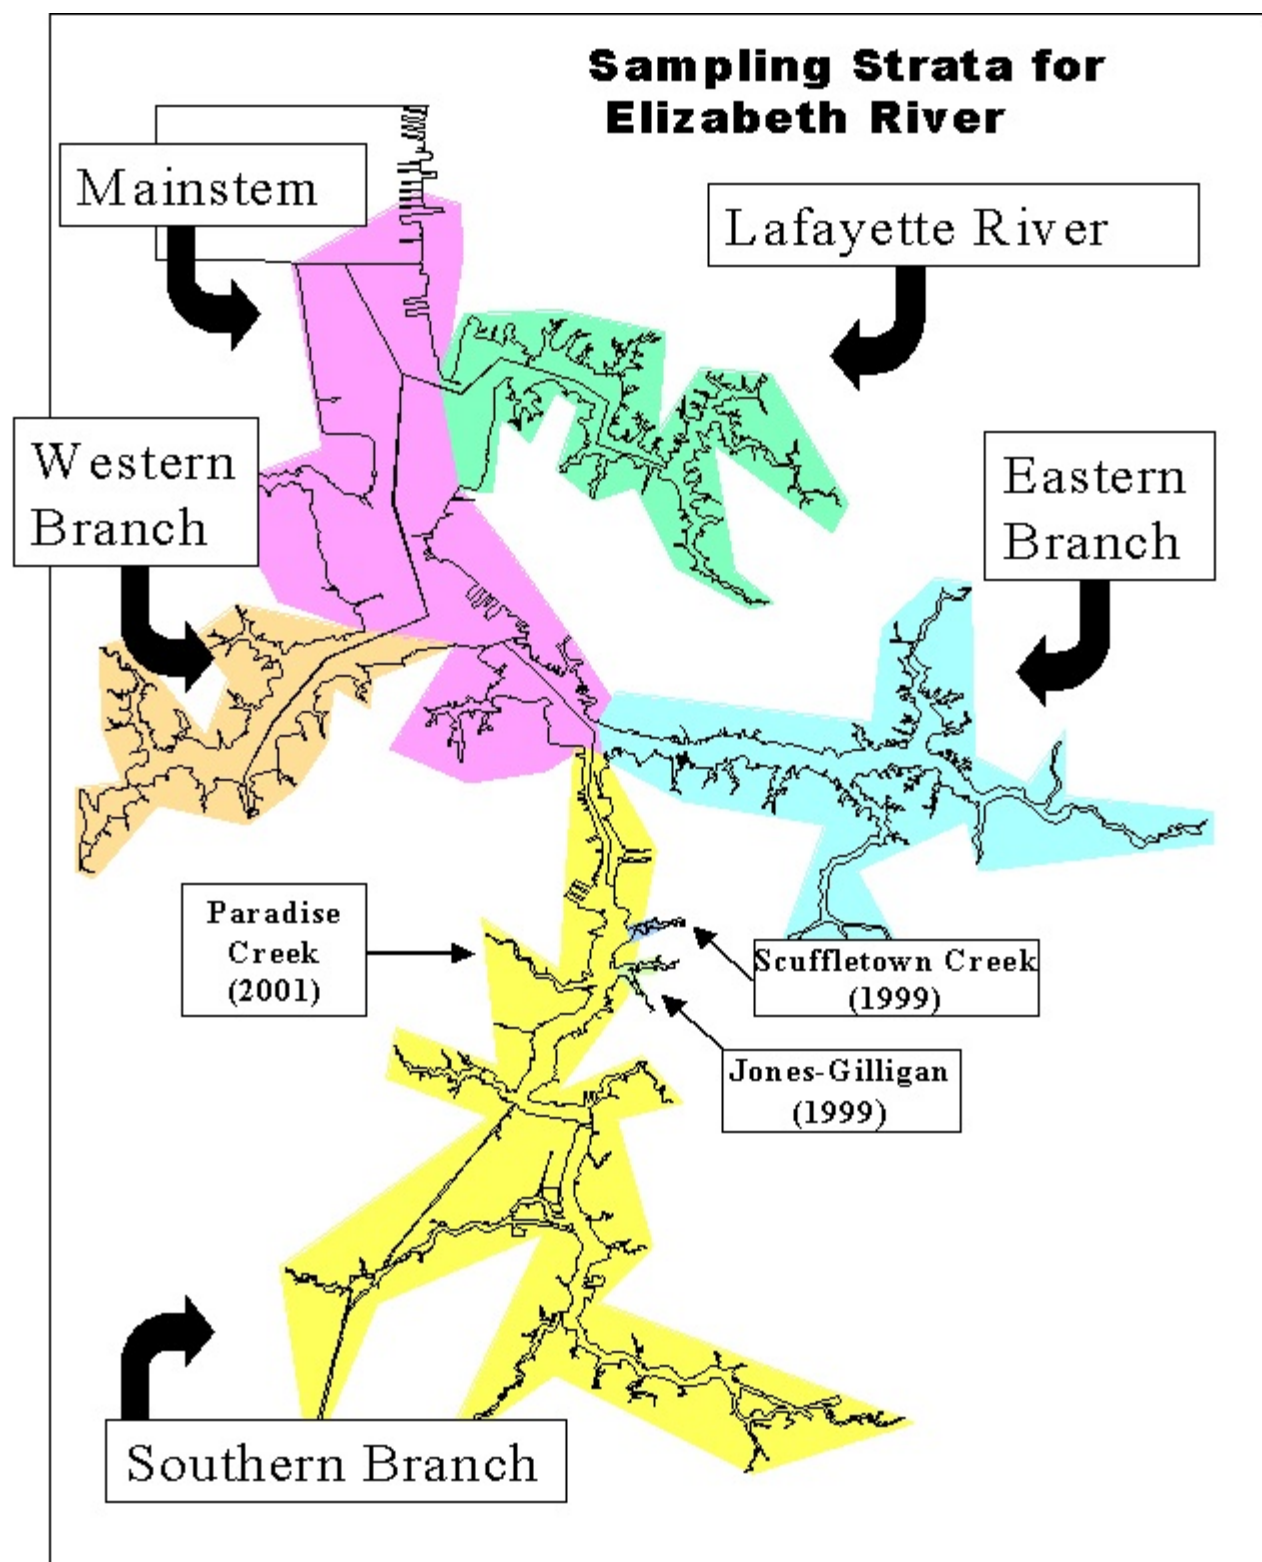 Sampling Strata for
Elizabeth River
Mainstem
Lafayette River
Western
Branch
Eastern
Branch
Paradise
Creek
(2001)
Scuffletown Creek
(1999)
Jones-Gilligan
(1999)
Southern Branch